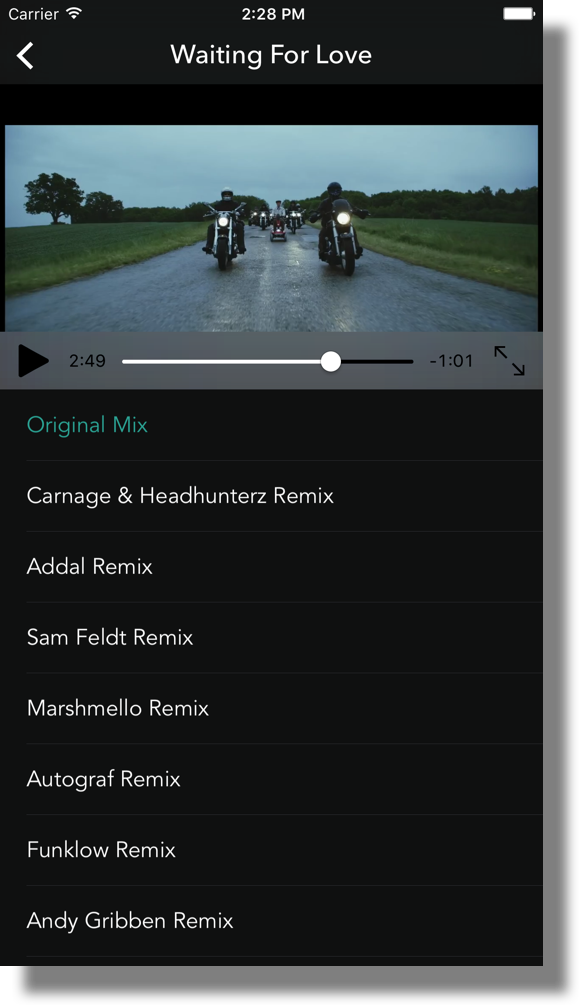 Carrier 2:28 PM
Waiting For Love
2:49 -1:01
Original Mix
Carnage & Headhunterz Remix
Addal Remix
Sam Feldt Remix
Marshmello Remix
Autograf Remix
Funklow Remix
Andy Gribben Remix